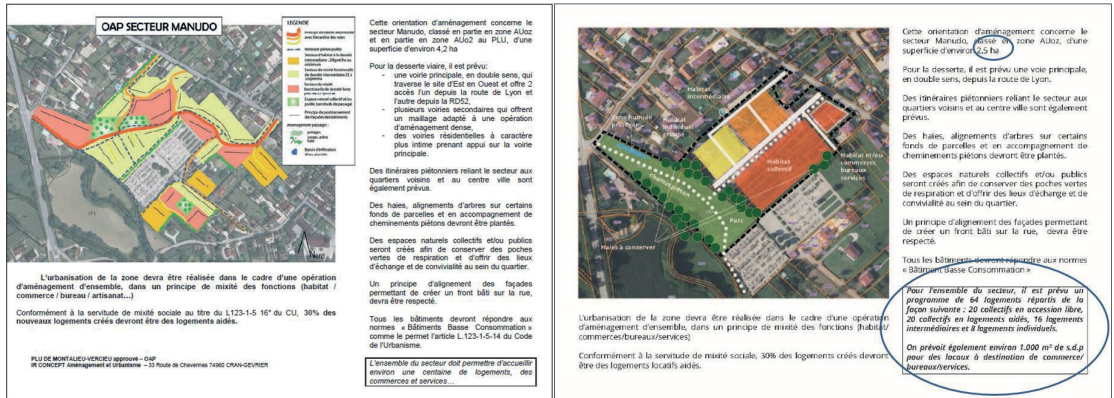 OAP SECTEUR MANUDO
LEGENDE
Nord
L'urbanisation de la zone devra être réalisée dans le cadre d'une opération
d'aménagement d'ensemble, dans un principe de mixité des fonctions (habitat /
commerce / bureau / artisanat…)
Conformément à la servitude de mixité sociale au titre du L123-1-5 16° du CU, 30% des
nouveaux logements créés devront être des logements aidés.
PLU DE MONTALIEU-VERCIEU approuvé – OAP
IR CONCEPT Aménagement et Urbanisme – 33 Route de Chevennes 74960 CRAN-GEVRIER
Cette orientation d'aménagement concerne le
secteur Manudo, classé en partie en zone AUoz
et en partie en zone AUo2 au PLU, d'une
superficie d'environ 4,2 ha
Pour la desserte viaire, il est prévu:
- une voirie principale, en double sens, qui
traverse le site d'Est en Ouest et offre 2
accès l'un depuis la route de Lyon et
l'autre depuis la RD52,
- plusieurs voiries secondaires qui offrent
un maillage adapté à une opération
d'aménagement dense,
- des voiries résidentielles à caractère
plus intime prenant appui sur la voirie
principale.
Des itinéraires piétonniers reliant le secteur aux
quartiers voisins et au centre ville sont
également prévus.
Des haies, alignements d'arbres sur certains
fonds de parcelles et en accompagnement de
cheminements piétons devront être plantés.
Des espaces naturels collectifs et/ou publics
seront créés afin de conserver des poches
vertes de respiration et d'offrir des lieux
d'échange et de convivialité au sein du quartier.
Un principe d'alignement des façades
permettant de créer un front bâti sur la rue,
devra être respecté.
Tous les bâtiments devront répondre aux
normes « Bâtiments Basse Consommation »
comme le permet l'article L.123-1-5-14 du Code
de l'Urbanisme.
L'ensemble du secteur doit permettre d'accueillir
environ une centaine de logements, des
commerces et services…
Habitat
intermédiaire
Zone humide
Habitat
individuel
Habitat
collectif
Habitat et/ou
commerces
bureaux
services
Chemin piéton
Parc
Haies à conserver
L'urbanisation de la zone devra être réalisée dans le cadre d'une opération
d'aménagement d'ensemble, dans un principe de mixité des fonctions (habitat/
commerces/bureaux/services)
Conformément à la servitude de mixité sociale, 30% des logements créés devront
être des logements locatifs aidés.
Cette orientation d'aménagement concerne le
secteur Manudo, classé en zone AUoz, d'une
superficie d'environ 2,5 ha
Pour la desserte, il est prévu une voie principale,
en double sens, depuis la route de Lyon.
Des itinéraires piétonniers reliant le secteur aux
quartiers voisins et au centre ville sont également
prévus.
Des haies, alignements d'arbres sur certains
fonds de parcelles et en accompagnement de
cheminements piétons devront être plantés.
Des espaces naturels collectifs et/ou publics
seront créés afin de conserver des poches vertes
de respiration et d'offrir des lieux d'échange et de
convivialité au sein du quartier.
Un principe d'alignement des façades permettant
de créer un front bâti sur la rue, devra être
respecté.
Tous les bâtiments devront répondre aux normes
« Bâtiment Basse Consommation »
Pour l'ensemble du secteur, il est prévu un
programme de 64 logements répartis de la
façon suivante : 20 collectifs en accession libre,
20 collectifs en logements aidés, 16 logements
intermédiaires et 8 logements individuels.
On prévoit également environ 1.000 m² de s.d.p
pour des locaux à destination de commerce/
bureaux/services.